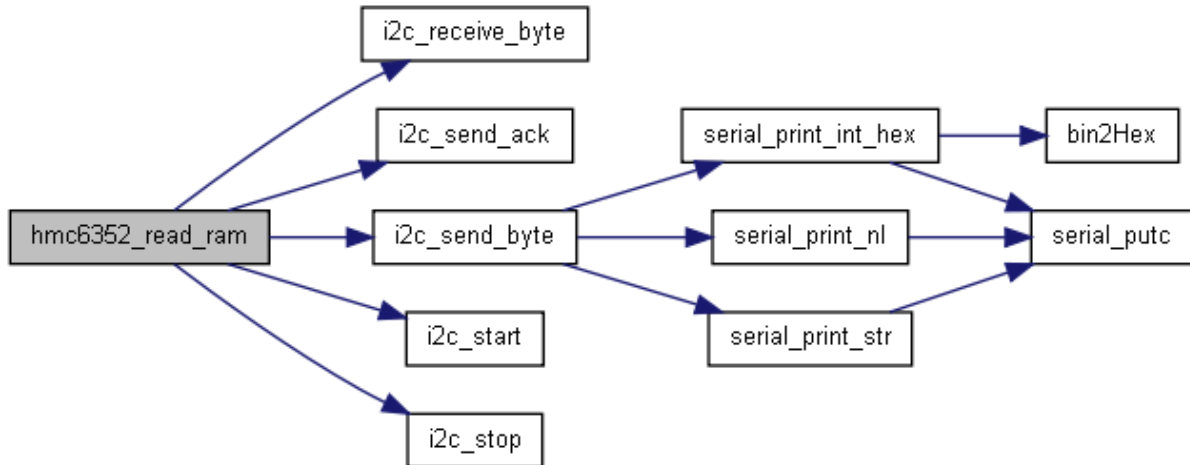 i2c_receive_byte
i2c_send_ack
serial_print_int_hex
bin2Hex
hmc6352_read_ram
i2c_send_byte
serial_print_nl
serial_putc
i2c_start
serial_print_str
i2c_stop